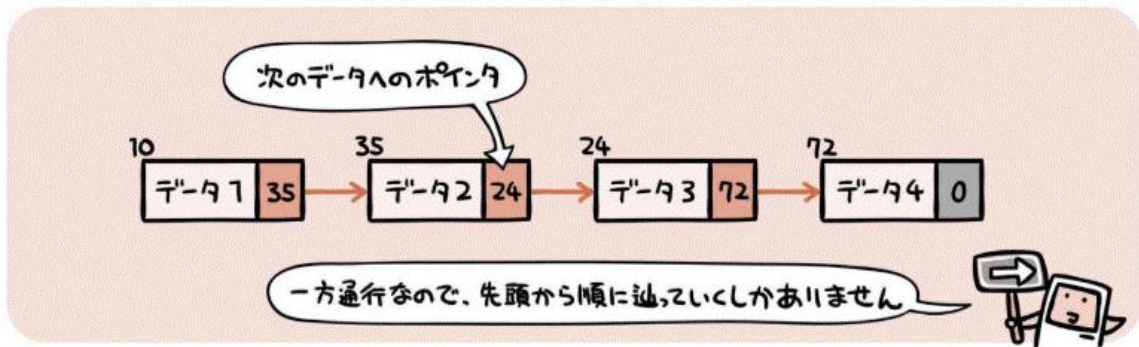 次のデータへのポインタ
10 35 24 72
データ1 35 データ2 24 データ3 72 データ4 0
一方通行なので、先頭から順に辿っていくしかありません